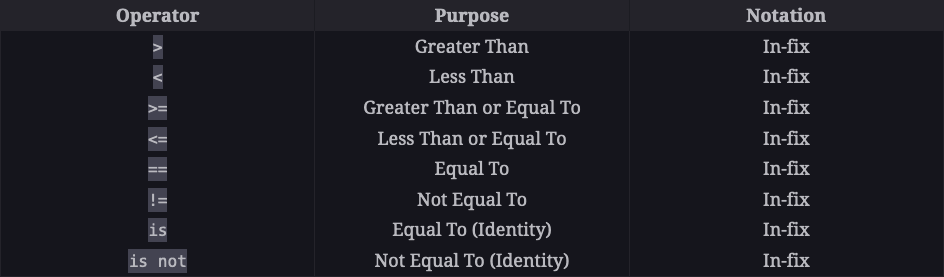 Operator Purpose Notation
> Greater Than In-fix
< Less Than In-fix
>= Greater Than or Equal To In-fix
<= Less Than or Equal To In-fix
== Equal To In-fix
!= Not Equal To In-fix
is Equal To (Identity) In-fix
is not Not Equal To (Identity) In-fix